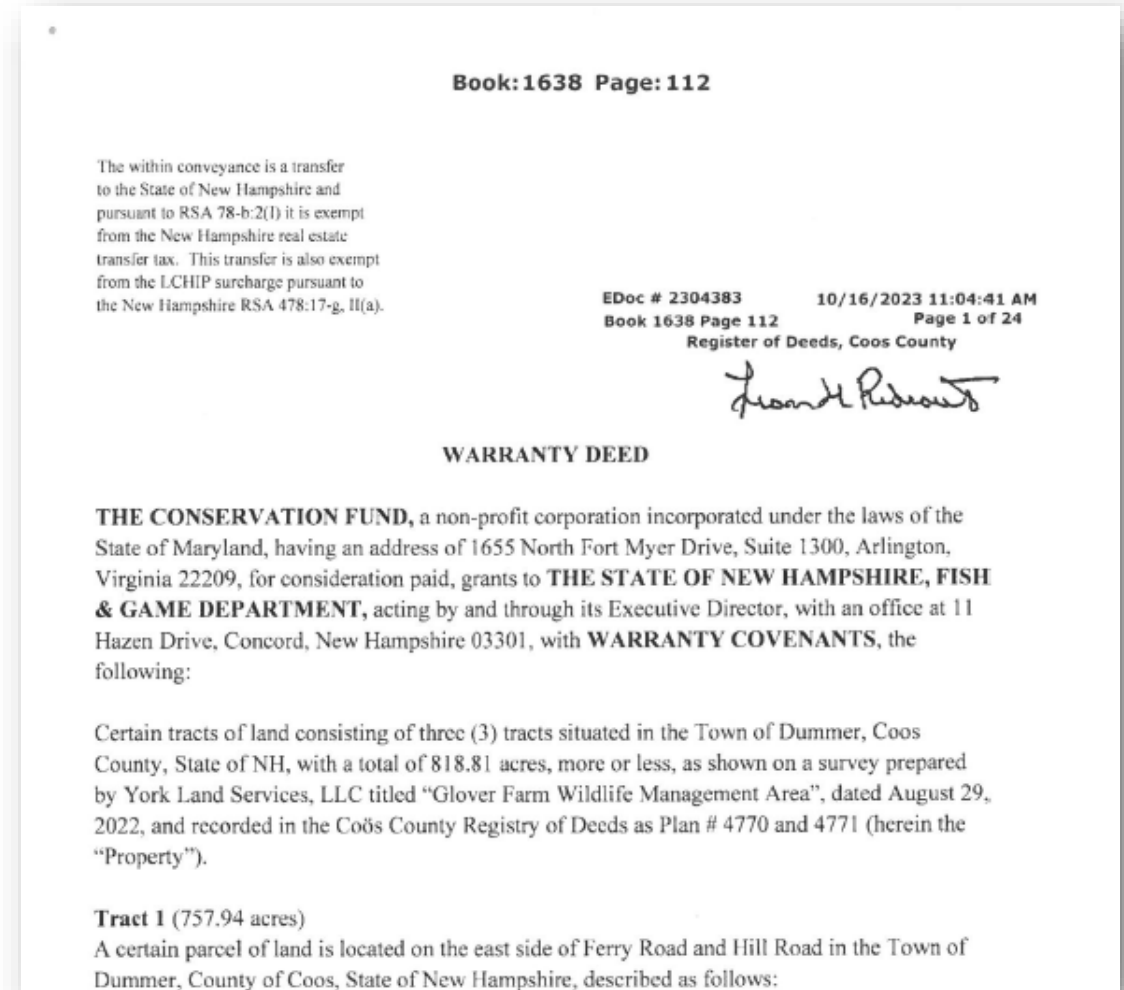 Book:1638 Page:112
The within conveyance is a transfer
to the State of New Hampshire and
pursuant to RSA 78-b:2(I) it is exempt
from the New Hampshire real estate
transfer tax. This transfer is also exempt
from the LCHIP surcharge pursuant to
the New Hampshire RSA 478:17-g, II(a).
EDoc # 2304383 10/16/2023 11:04:41 AM
Book 1638 Page 112 Page 1 of 24
Register of Deeds, Coos County
WARRANTY DEED
THE CONSERVATION FUND, a non-profit corporation incorporated under the laws of the
State of Maryland, having an address of 1655 North Fort Myer Drive, Suite 1300, Arlington,
Virginia 22209, for consideration paid, grants to THE STATE OF NEW HAMPSHIRE, FISH
& GAME DEPARTMENT, acting by and through its Executive Director, with an office at 11
Hazen Drive, Concord, New Hampshire 03301, with WARRANTY COVENANTS, the
following:
Certain tracts of land consisting of three (3) tracts situated in the Town of Dummer, Coos
County, State of NH, with a total of 818.81 acres, more or less, as shown on a survey prepared
by York Land Services, LLC titled “Glover Farm Wildlife Management Area”, dated August 29,
2022, and recorded in the Coös County Registry of Deeds as Plan # 4770 and 4771 (herein the
“Property”).
Tract 1 (757.94 acres)
A certain parcel of land is located on the east side of Ferry Road and Hill Road in the Town of
Dummer, County of Coos, State of New Hampshire, described as follows: